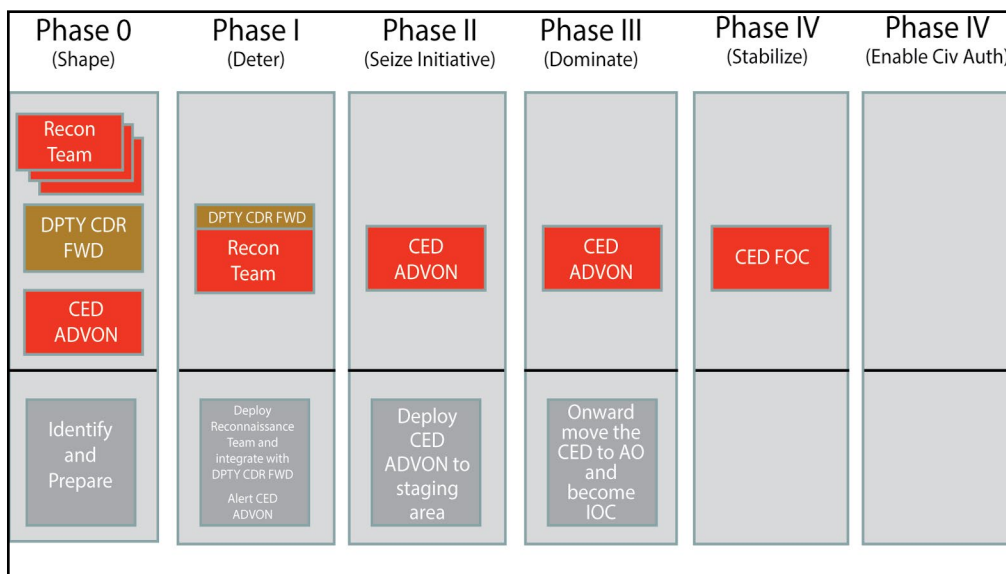 Phase 0
(Shape)
Phase I
(Deter)
Phase II
(Seize Initiative)
Phase III
(Dominate)
Phase IV
(Stabilize)
Phase IV
(Enable Civ Auth)
Recon
Team
DPTY CDR
FWD
CED
ADVON
DPTY CDR FWD
Recon
Team
CED
ADVON
CED
ADVON
CED FOC
Identify
and
Prepare
Deploy
Reconnaissance
Team and
integrate with
DPTY CDR FWD
Alert CED
ADVON
Deploy
CED
ADVON to
staging
area
Onward
move the
CED to AO
and
become
IOC